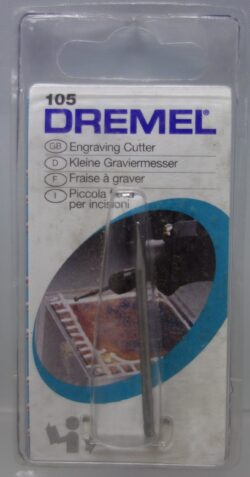 105
DREMEL
GB Engraving Cutter
D Kleine Graviermesser
F Fraise à graver
I Piccola
per incisioni